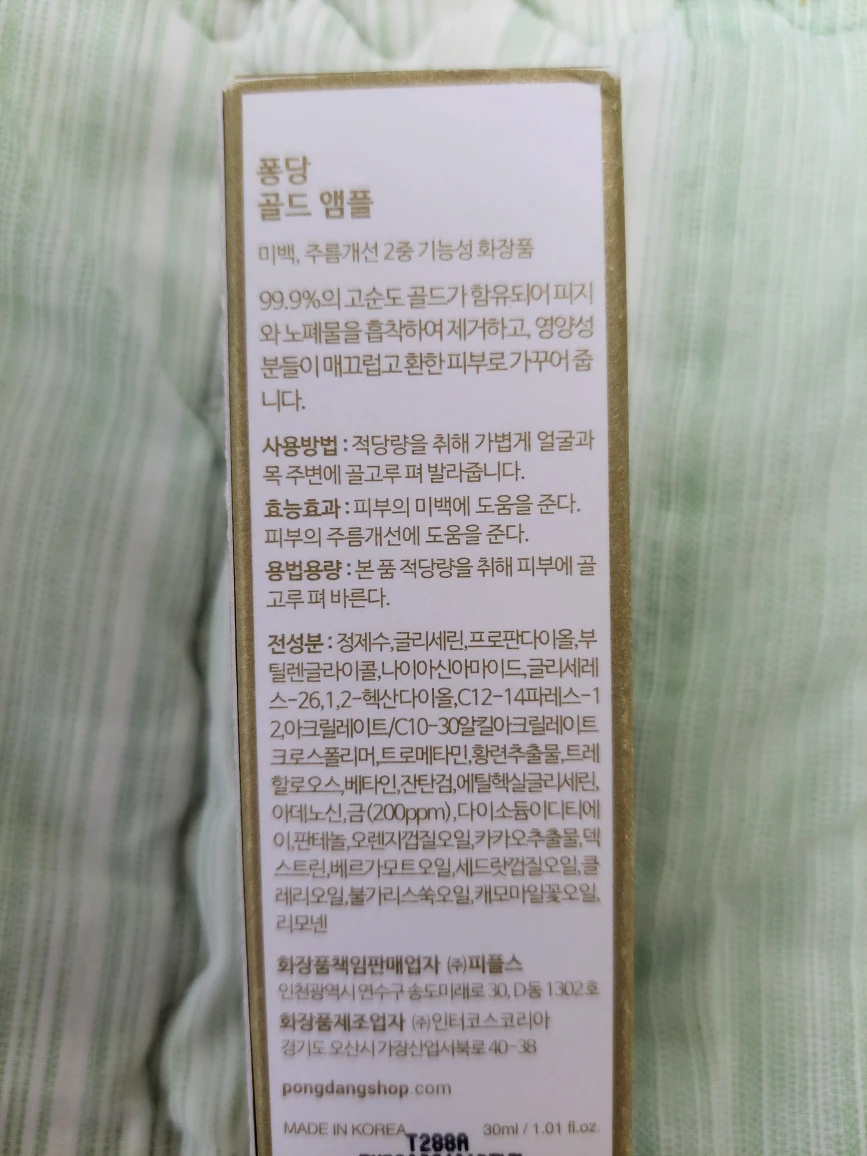 퐁당
골드 앰플
미백, 주름개선 2중 기능성 화장품
99.9%의 고순도 골드가 함유되어 피지
와 노폐물을 흡착하여 제거하고, 영양성
분들이 매끄럽고 환한 피부로 가꾸어 줍
니다.
사용방법 : 적당량을 취해 가볍게 얼굴과
목 주변에 골고루 펴 발라줍니다.
효능효과 : 피부의 미백에 도움을 준다.
피부의 주름개선에 도움을 준다.
용법용량 : 본 품 적당량을 취해 피부에 골
고루 펴 바른다.
전성분 : 정제수,글리세린,프로판다이올,부
틸렌글라이콜,나이아신아마이드,글리세레
스-26,1,2-헥산다이올,C12-14파레스-1
2,아크릴레이트/C10-30알킬아크릴레이트
크로스폴리머,트로메타민,황련추출물,트레
할로오스,베타인,잔탄검,에틸헥실글리세린,
아데노신,금(200ppm),다이소듐이디티에
이,판테놀,오렌지껍질오일,카카오추출물,덱
스트린,베르가모트오일,세드랏껍질오일,클
레리오일,불가리스쑥오일,캐모마일꽃오일,
리모넨
화장품책임판매업자 ㈜피플스
인천광역시 연수구 송도미래로 30, D동 1302호
화장품제조업자 ㈜인터코스코리아
경기도 오산시 가장산업서북로 40-38
pongdangshop.com
MADE IN KOREA 30ml / 1.01 fl.oz.
T288A